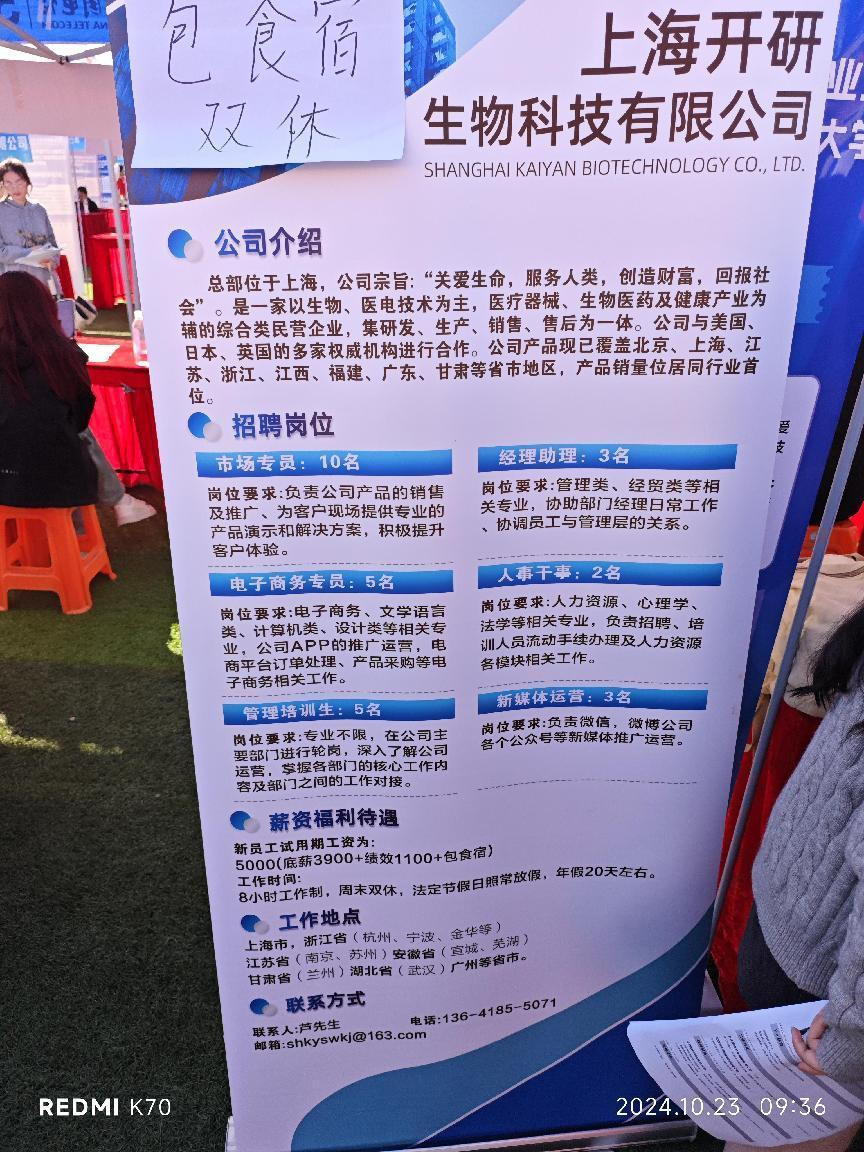 包食宿
双休
上海开研
生物科技有限公司
SHANGHAI KAIYAN BIOTECHNOLOGY CO., LTD.
公司介绍
总部位于上海，公司宗旨：“关爱生命，服务人类，创造财富，回报社
会”。是一家以生物、医电技术为主，医疗器械、生物医药及健康产业为
辅的综合类民营企业，集研发、生产、销售、售后为一体。公司与美国、
日本、英国的多家权威机构进行合作。公司产品现已覆盖北京、上海、江
苏、浙江、江西、福建、广东、甘肃等省市地区，产品销量位居同行业首
位。
招聘岗位
市场专员：10名
岗位要求:负责公司产品的销售
及推广、为客户现场提供专业的
产品演示和解决方案，积极提升
客户体验。
经理助理：3名
岗位要求:管理类、经贸类等相
关专业，协助部门经理日常工作
、协调员工与管理层的关系。
电子商务专员：5名
岗位要求:电子商务、文学语言
类、计算机类、设计类等相关专
业，公司APP的推广运营，电
商平台订单处理、产品采购等电
子商务相关工作。
人事干事：2名
岗位要求:人力资源、心理学、
法学等相关专业，负责招聘、培
训人员流动手续办理及人力资源
各模块相关工作。
管理培训生：5名
岗位要求:专业不限，在公司主
要部门进行轮岗，深入了解公司
运营，掌握各部门的核心工作内
容及部门之间的工作对接。
新媒体运营：3名
岗位要求:负责微信，微博公司
各个公众号等新媒体推广运营。
薪资福利待遇
新员工试用期工资为:
5000(底薪3900+绩效1100+包食宿)
工作时间:
8小时工作制，周末双休，法定节假日照常放假，年假20天左右。
工作地点
上海市，浙江省（杭州、宁波、金华等）
江苏省（南京、苏州）安徽省（宣城、芜湖）
甘肃省（兰州）湖北省（武汉）广州等省市。
联系方式
联系人:芦先生 电话:136-4185-5071
邮箱:shkyswkj@163.com
REDMI K70
2024.10.23 09:36